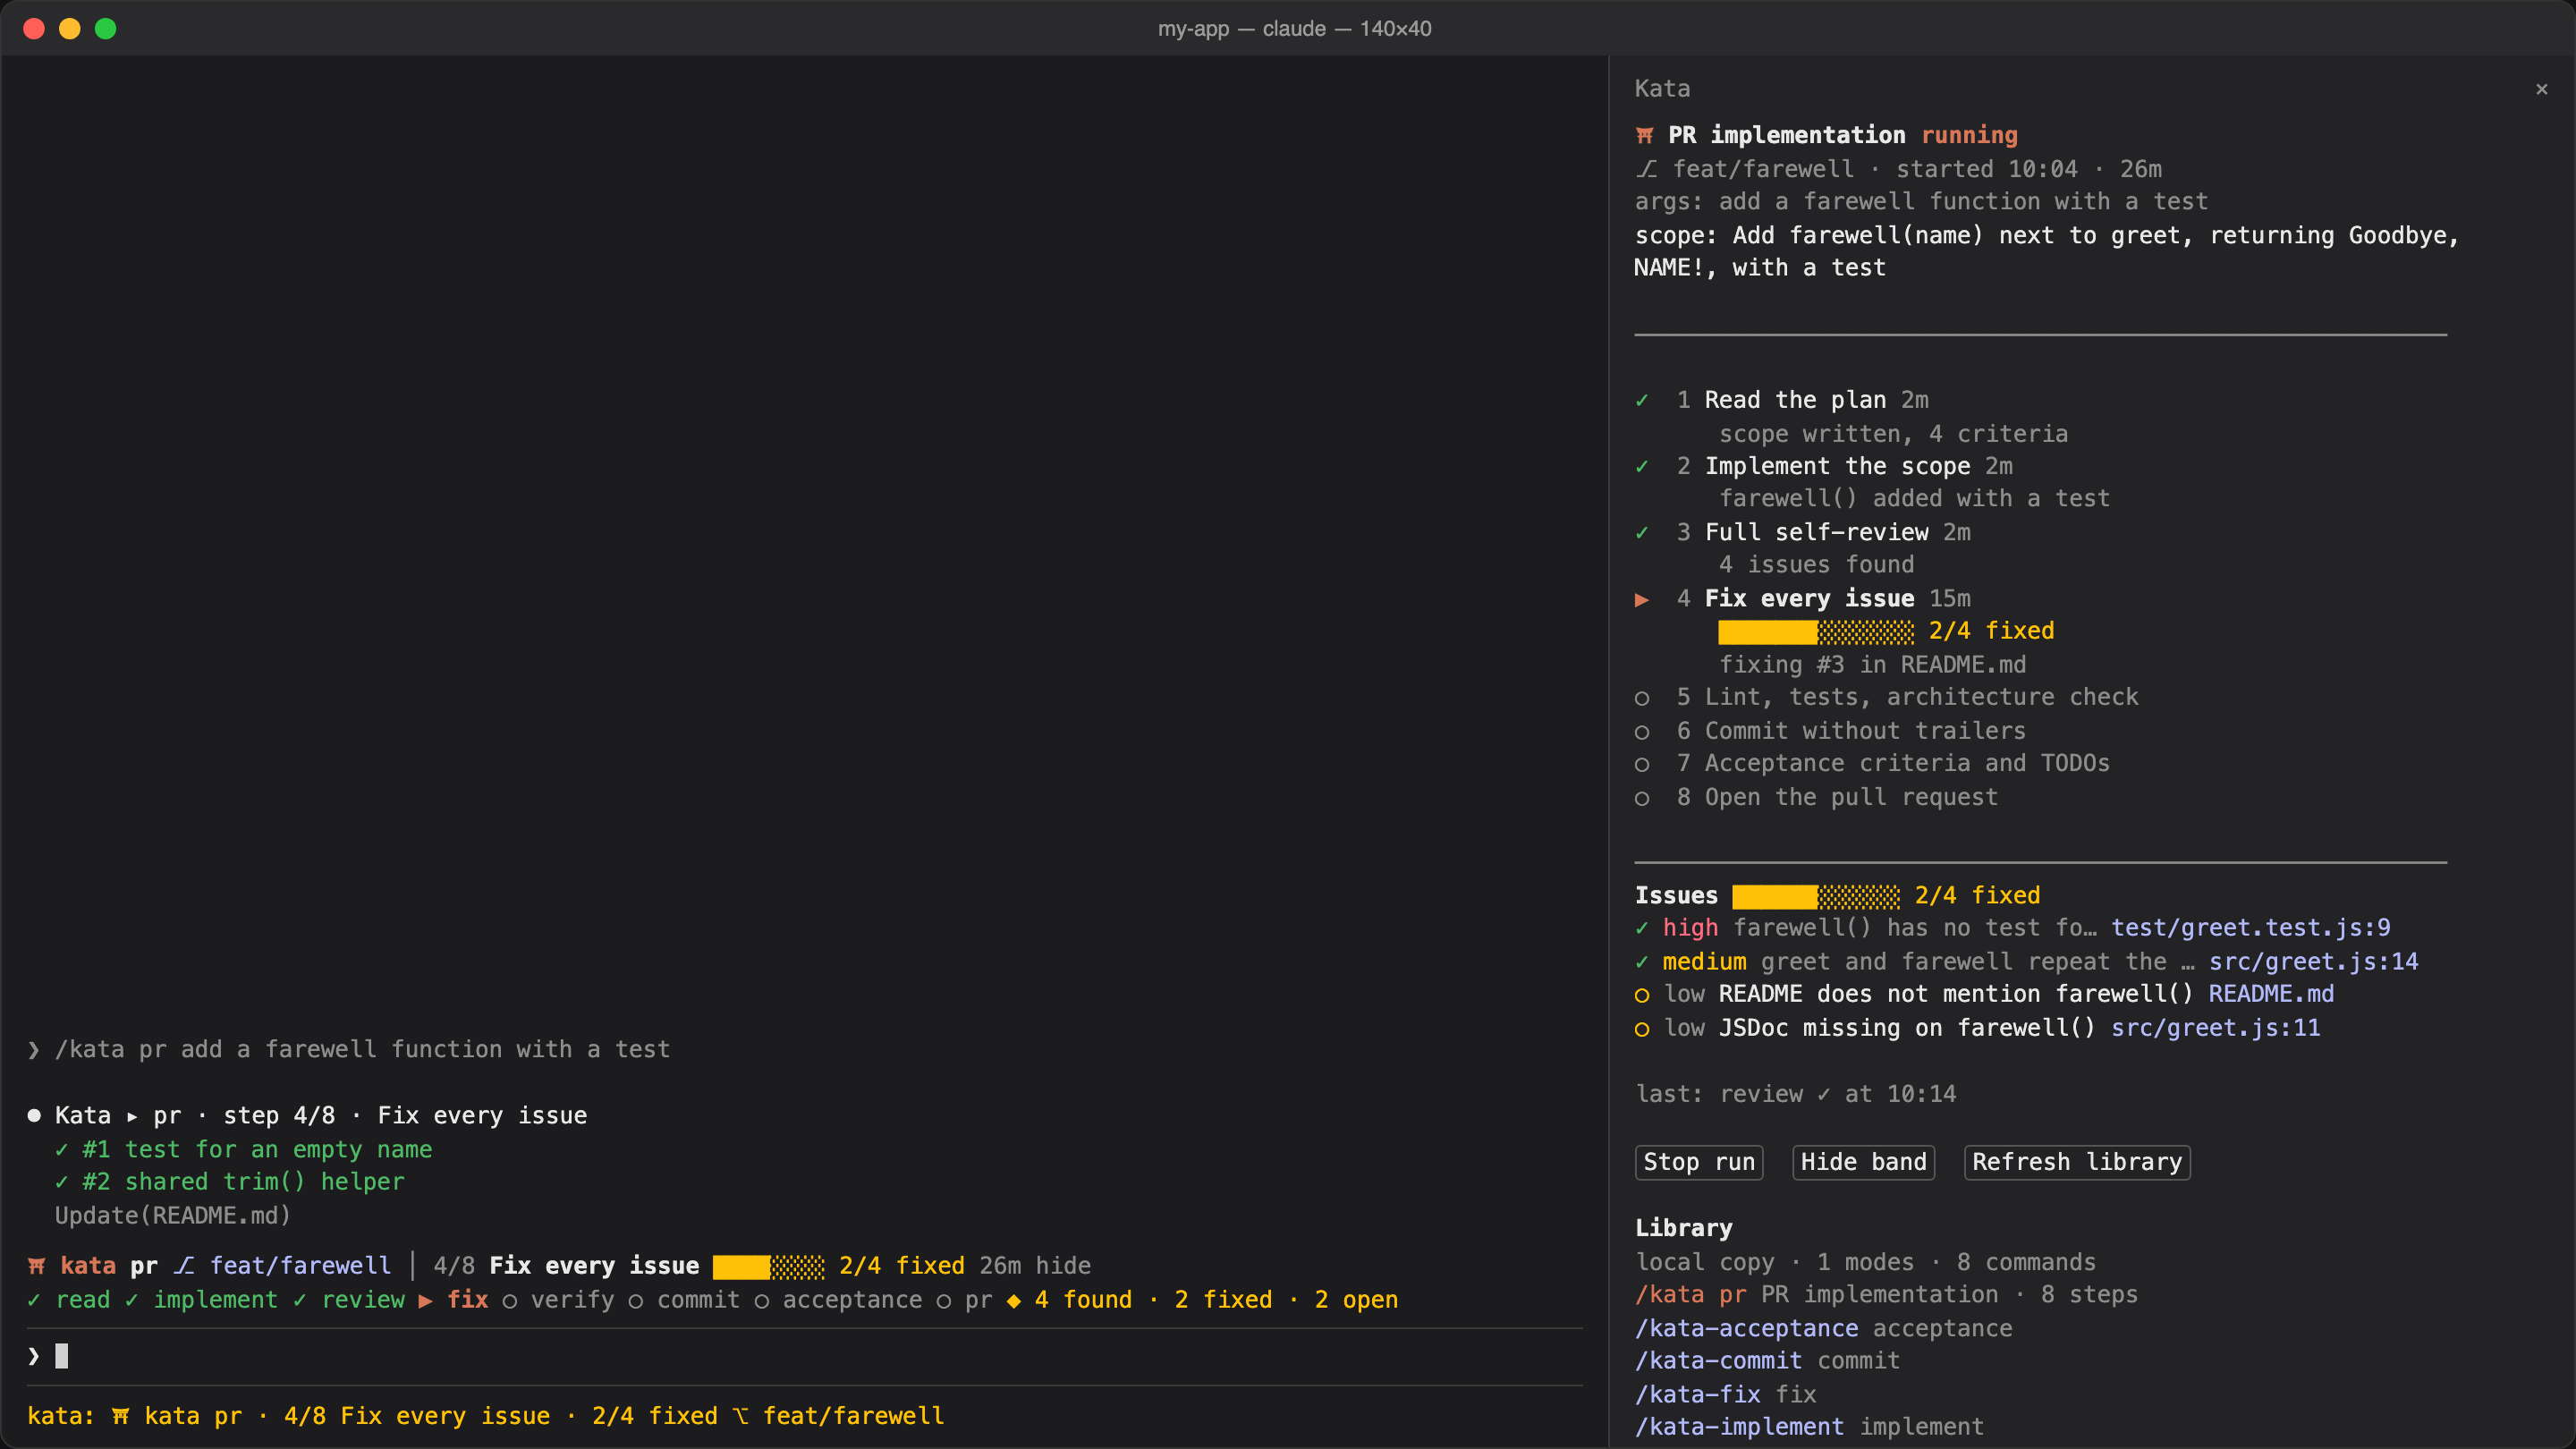 my-app — claude — 140×40
❯ /kata pr add a farewell function with a test
● Kata ▸ pr · step 4/8 · Fix every issue
✓ #1 test for an empty name
✓ #2 shared trim() helper
Update(README.md)
kata pr ⎇ feat/farewell │ 4/8 Fix every issue 2/4 fixed 26m hide
✓ read ✓ implement ✓ review ▶ fix ○ verify ○ commit ○ acceptance ○ pr ◆ 4 found · 2 fixed · 2 open
❯
kata: ⛩ kata pr · 4/8 Fix every issue · 2/4 fixed ⌥ feat/farewell
Kata ×
⛩ PR implementation running
⎇ feat/farewell · started 10:04 · 26m
args: add a farewell function with a test
scope: Add farewell(name) next to greet, returning Goodbye,
NAME!, with a test
✓ 1 Read the plan 2m
scope written, 4 criteria
✓ 2 Implement the scope 2m
farewell() added with a test
✓ 3 Full self-review 2m
4 issues found
▶ 4 Fix every issue 15m
2/4 fixed
fixing #3 in README.md
○ 5 Lint, tests, architecture check
○ 6 Commit without trailers
○ 7 Acceptance criteria and TODOs
○ 8 Open the pull request
Issues 2/4 fixed
✓ high farewell() has no test fo… test/greet.test.js:9
✓ medium greet and farewell repeat the … src/greet.js:14
○ low README does not mention farewell() README.md
○ low JSDoc missing on farewell() src/greet.js:11
last: review ✓ at 10:14
Stop run Hide band Refresh library
Library
local copy · 1 modes · 8 commands
/kata pr PR implementation · 8 steps
/kata-acceptance acceptance
/kata-commit commit
/kata-fix fix
/kata-implement implement